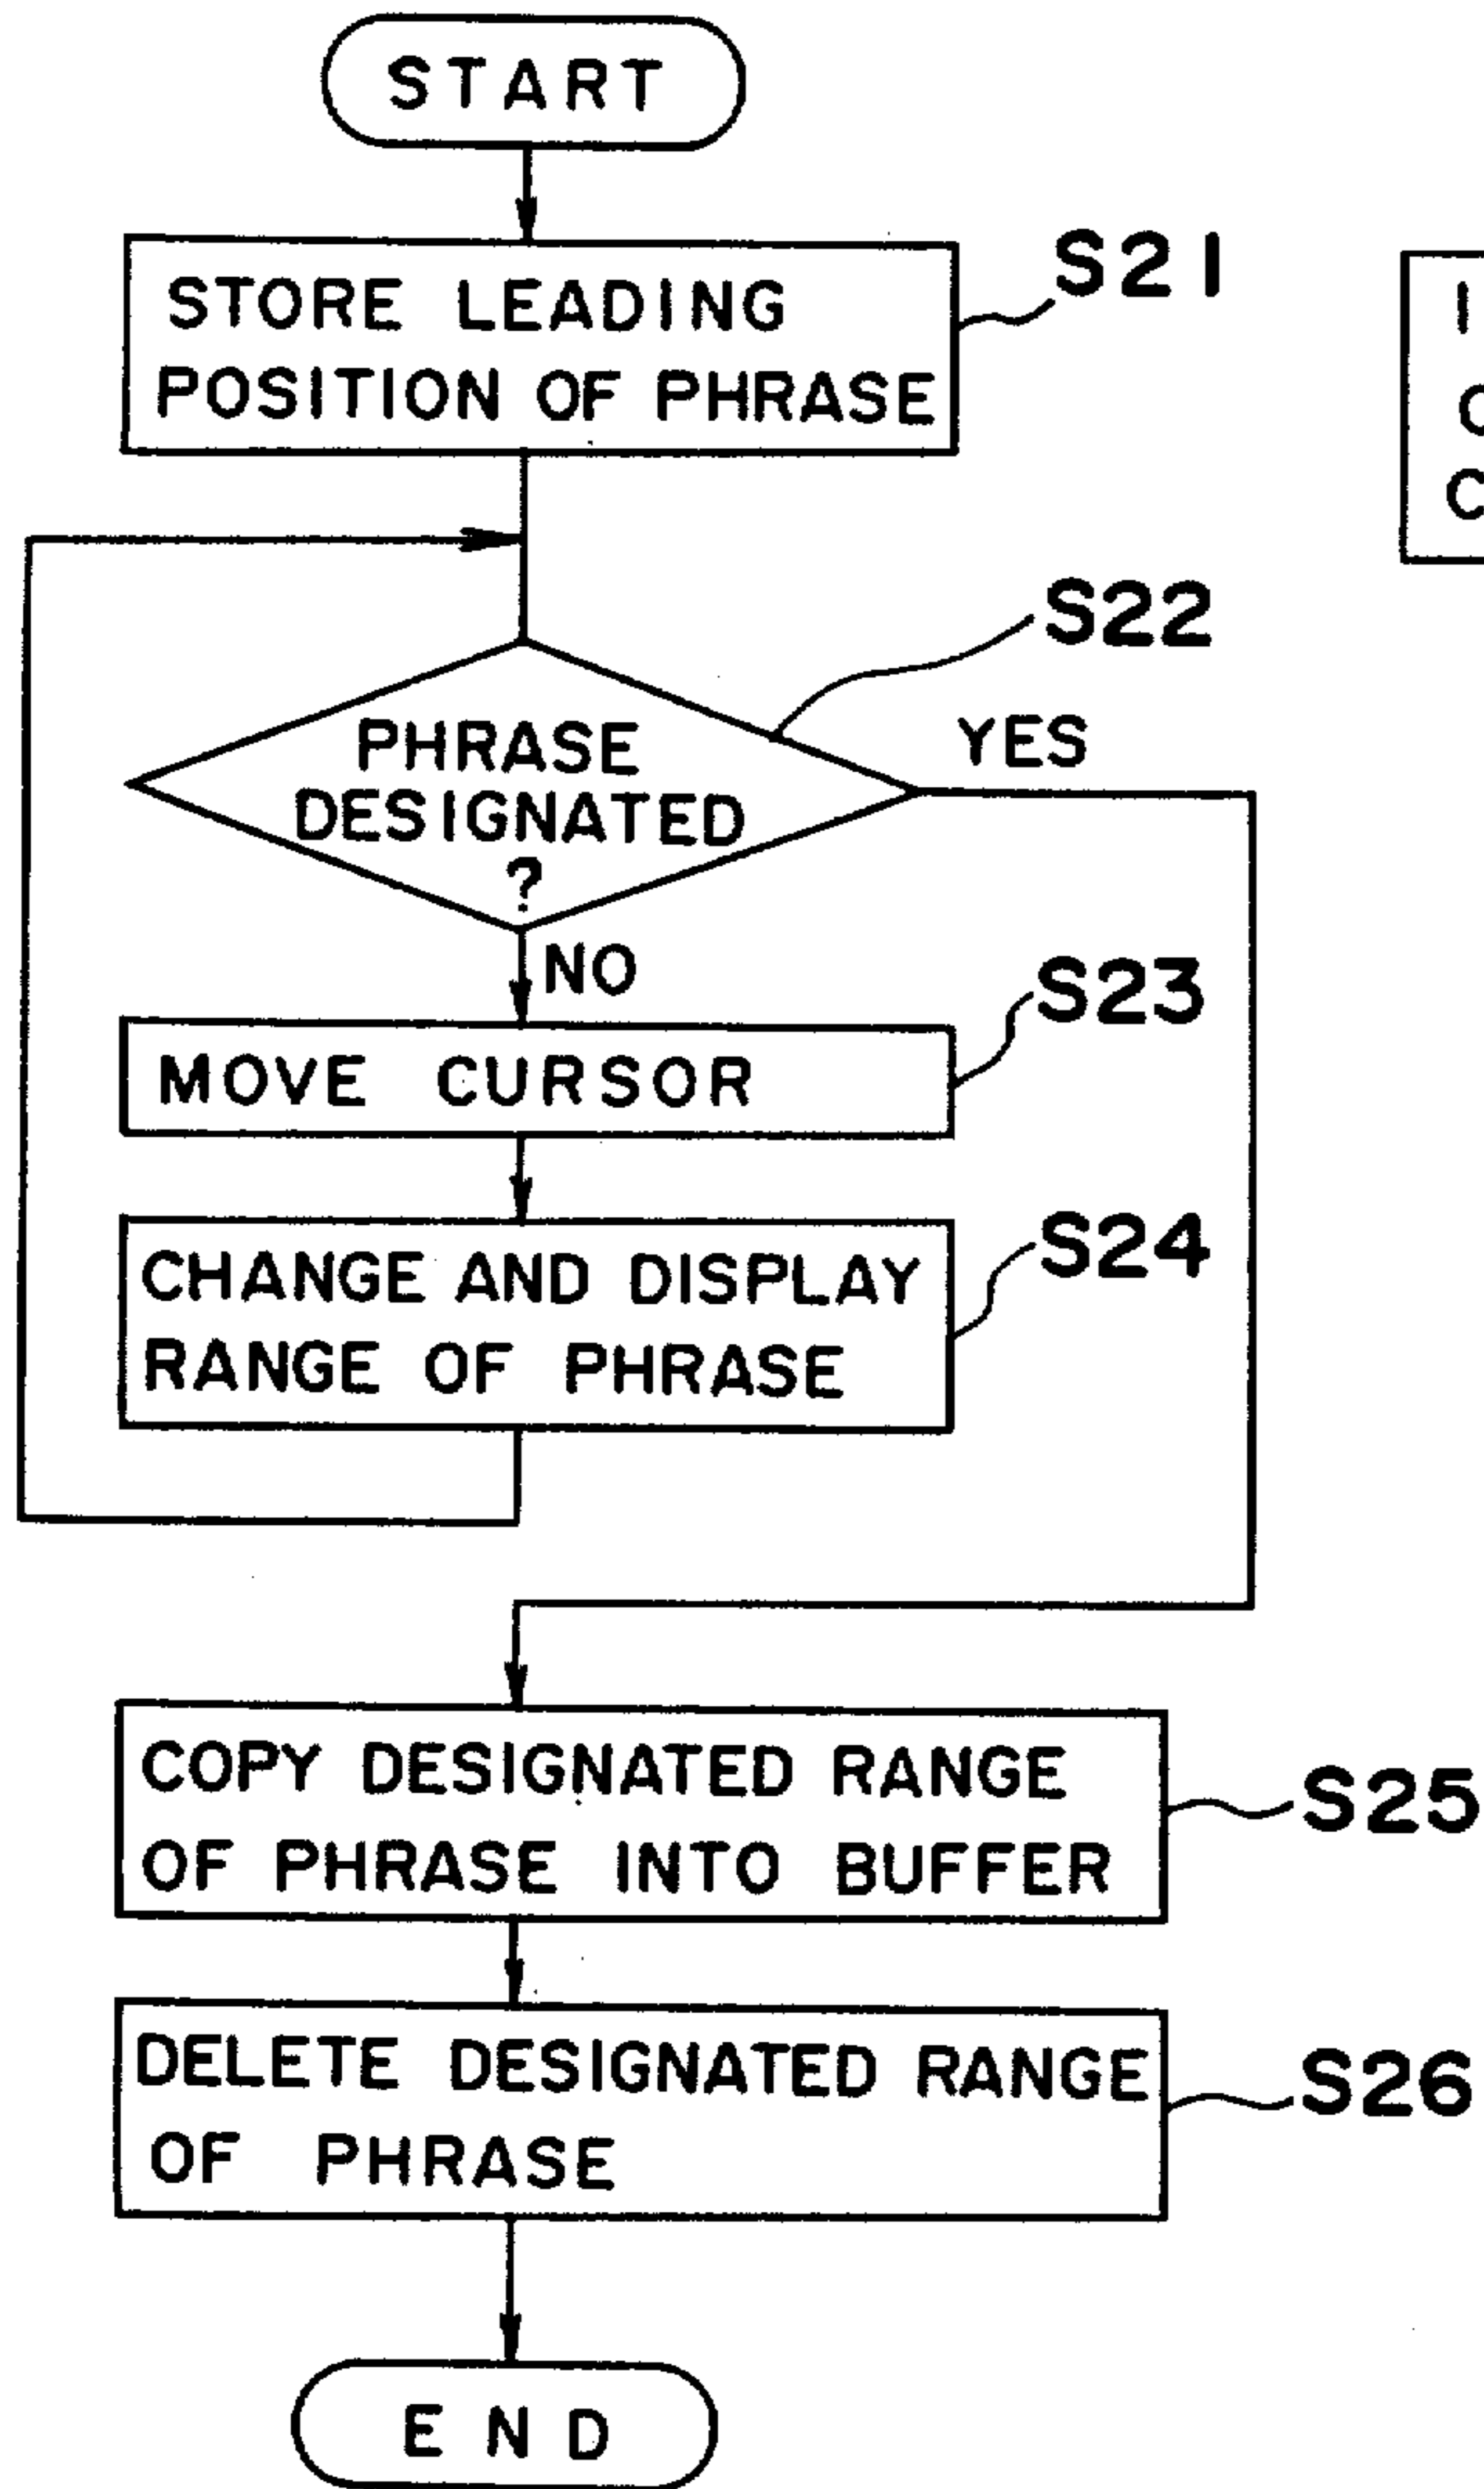 START
STORE LEADING
POSITION OF PHRASE
S21
S22
PHRASE
DESIGNATED
?
YES
NO
S23
MOVE CURSOR
S24
CHANGE AND DISPLAY
RANGE OF PHRASE
COPY DESIGNATED RANGE
OF PHRASE INTO BUFFER
S25
DELETE DESIGNATED RANGE
OF PHRASE
S26
END